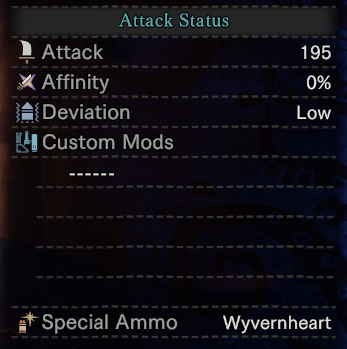 Attack Status
Attack 195
Affinity 0%
Deviation Low
Custom Mods
------
Special Ammo Wyvernheart